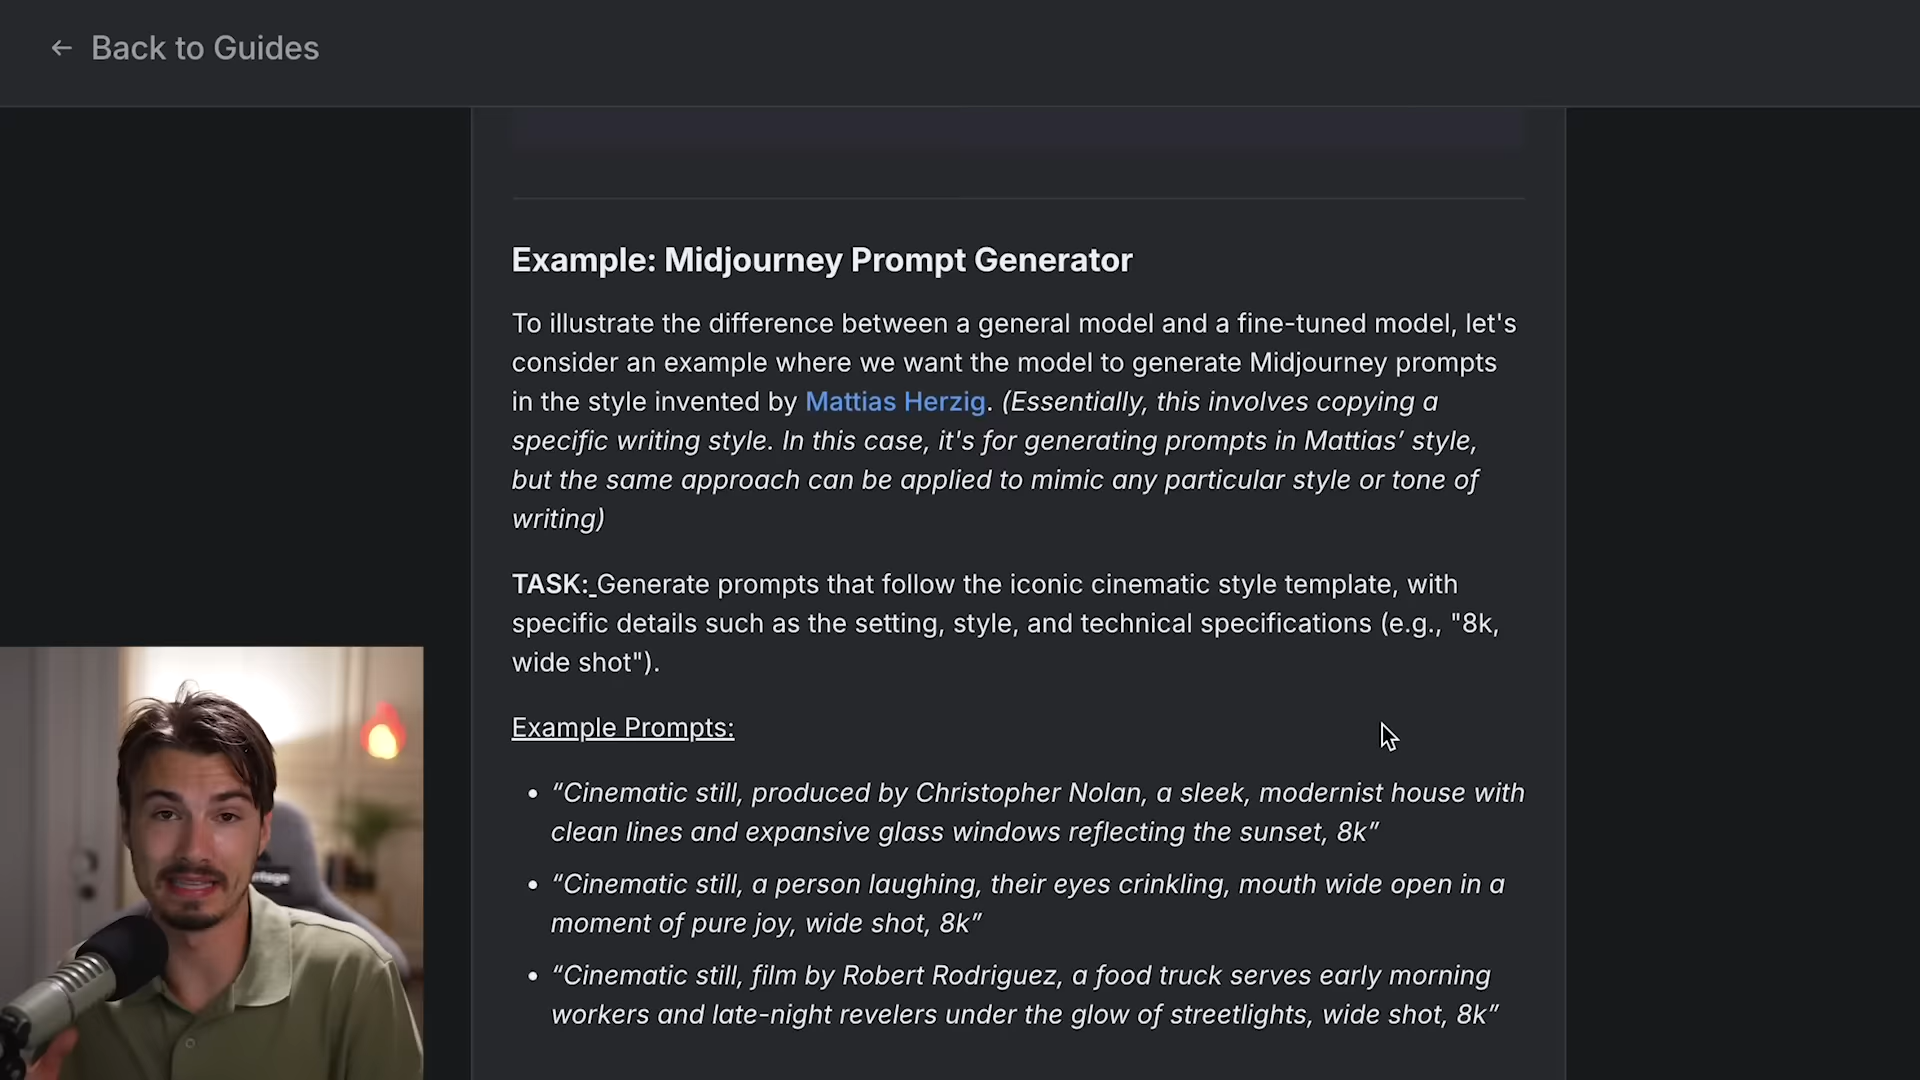 ← Back to Guides
Example: Midjourney Prompt Generator
To illustrate the difference between a general model and a fine-tuned model, let's
consider an example where we want the model to generate Midjourney prompts
in the style invented by Mattias Herzig. (Essentially, this involves copying a
specific writing style. In this case, it's for generating prompts in Mattias’ style,
but the same approach can be applied to mimic any particular style or tone of
writing)
TASK: Generate prompts that follow the iconic cinematic style template, with
specific details such as the setting, style, and technical specifications (e.g., "8k,
wide shot").
Example Prompts:
• “Cinematic still, produced by Christopher Nolan, a sleek, modernist house with
clean lines and expansive glass windows reflecting the sunset, 8k”
• “Cinematic still, a person laughing, their eyes crinkling, mouth wide open in a
moment of pure joy, wide shot, 8k”
• “Cinematic still, film by Robert Rodriguez, a food truck serves early morning
workers and late-night revelers under the glow of streetlights, wide shot, 8k”